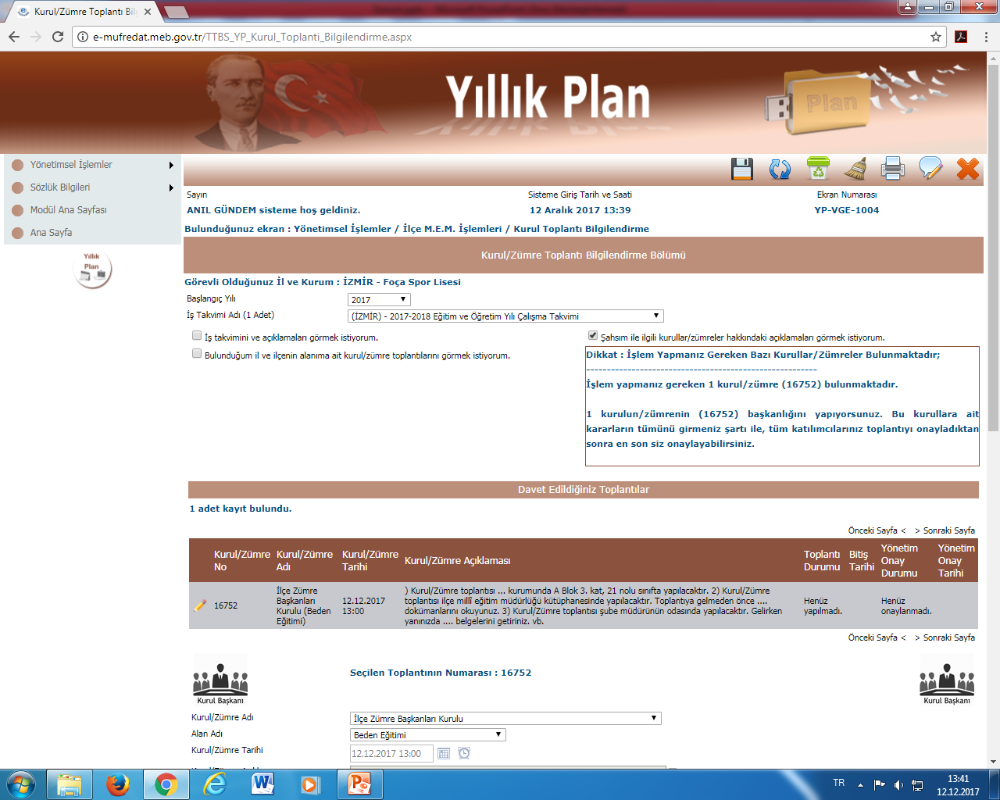 Kurul/Zümre Toplantı Bil
e-mufredat.meb.gov.tr/TTBS_YP_Kurul_Toplanti_Bilgilendirme.aspx
Yıllık Plan
Plan
Yönetimsel İşlemler
Sözlük Bilgileri
Modül Ana Sayfası
Ana Sayfa
Yıllık
Plan
Sayın
Sisteme Giriş Tarih ve Saati
Ekran Numarası
ANIL GÜNDEM sisteme hoş geldiniz.
12 Aralık 2017 13:39
YP-VGE-1004
Bulunduğunuz ekran : Yönetimsel İşlemler / İlçe M.E.M. İşlemleri / Kurul Toplantı Bilgilendirme
Kurul/Zümre Toplantı Bilgilendirme Bölümü
Görevli Olduğunuz İl ve Kurum : İZMİR - Foça Spor Lisesi
Başlangıç Yılı
2017
İş Takvimi Adı (1 Adet)
(İZMİR) - 2017-2018 Eğitim ve Öğretim Yılı Çalışma Takvimi
İş takvimini ve açıklamaları görmek istiyorum.
Şahsım ile ilgili kurullar/zümreler hakkındaki açıklamaları görmek istiyorum.
Bulunduğum il ve ilçenin alanıma ait kurul/zümre toplantılarını görmek istiyorum.
Dikkat : İşlem Yapmanız Gereken Bazı Kurullar/Zümreler Bulunmaktadır;
--------------------------------------------------------
İşlem yapmanız gereken 1 kurul/zümre (16752) bulunmaktadır.
1 kurulun/zümrenin (16752) başkanlığını yapıyorsunuz. Bu kurullara ait
kararların tümünü girmeniz şartı ile, tüm katılımcılarınız toplantıyı onayladıktan
sonra en son siz onaylayabilirsiniz.
Davet Edildiğiniz Toplantılar
1 adet kayıt bulundu.
Önceki Sayfa < > Sonraki Sayfa
Kurul/Zümre No
Kurul/Zümre Adı
Kurul/Zümre Tarihi
Kurul/Zümre Açıklaması
Toplantı Durumu
Bitiş Tarihi
Yönetim Onay Durumu
Yönetim Onay Tarihi
16752
İlçe Zümre
Başkanları
Kurulu (Beden
Eğitimi)
12.12.2017
13:00
) Kurul/Zümre toplantısı ... kurumunda A Blok 3. kat, 21 nolu sınıfta yapılacaktır. 2) Kurul/Zümre
toplantısı ilçe millî eğitim müdürlüğü kütüphanesinde yapılacaktır. Toplantıya gelmeden önce ....
dokümanlarını okuyunuz. 3) Kurul/Zümre toplantısı şube müdürünün odasında yapılacaktır. Gelirken
yanınızda .... belgelerini getiriniz. vb.
Henüz
yapılmadı.
Henüz
onaylanmadı.
Önceki Sayfa < > Sonraki Sayfa
Kurul Başkanı
Seçilen Toplantının Numarası : 16752
Kurul Başkanı
Kurul/Zümre Adı
İlçe Zümre Başkanları Kurulu
Alan Adı
Beden Eğitimi
Kurul/Zümre Tarihi
12.12.2017 13:00
TR
13:41
12.12.2017